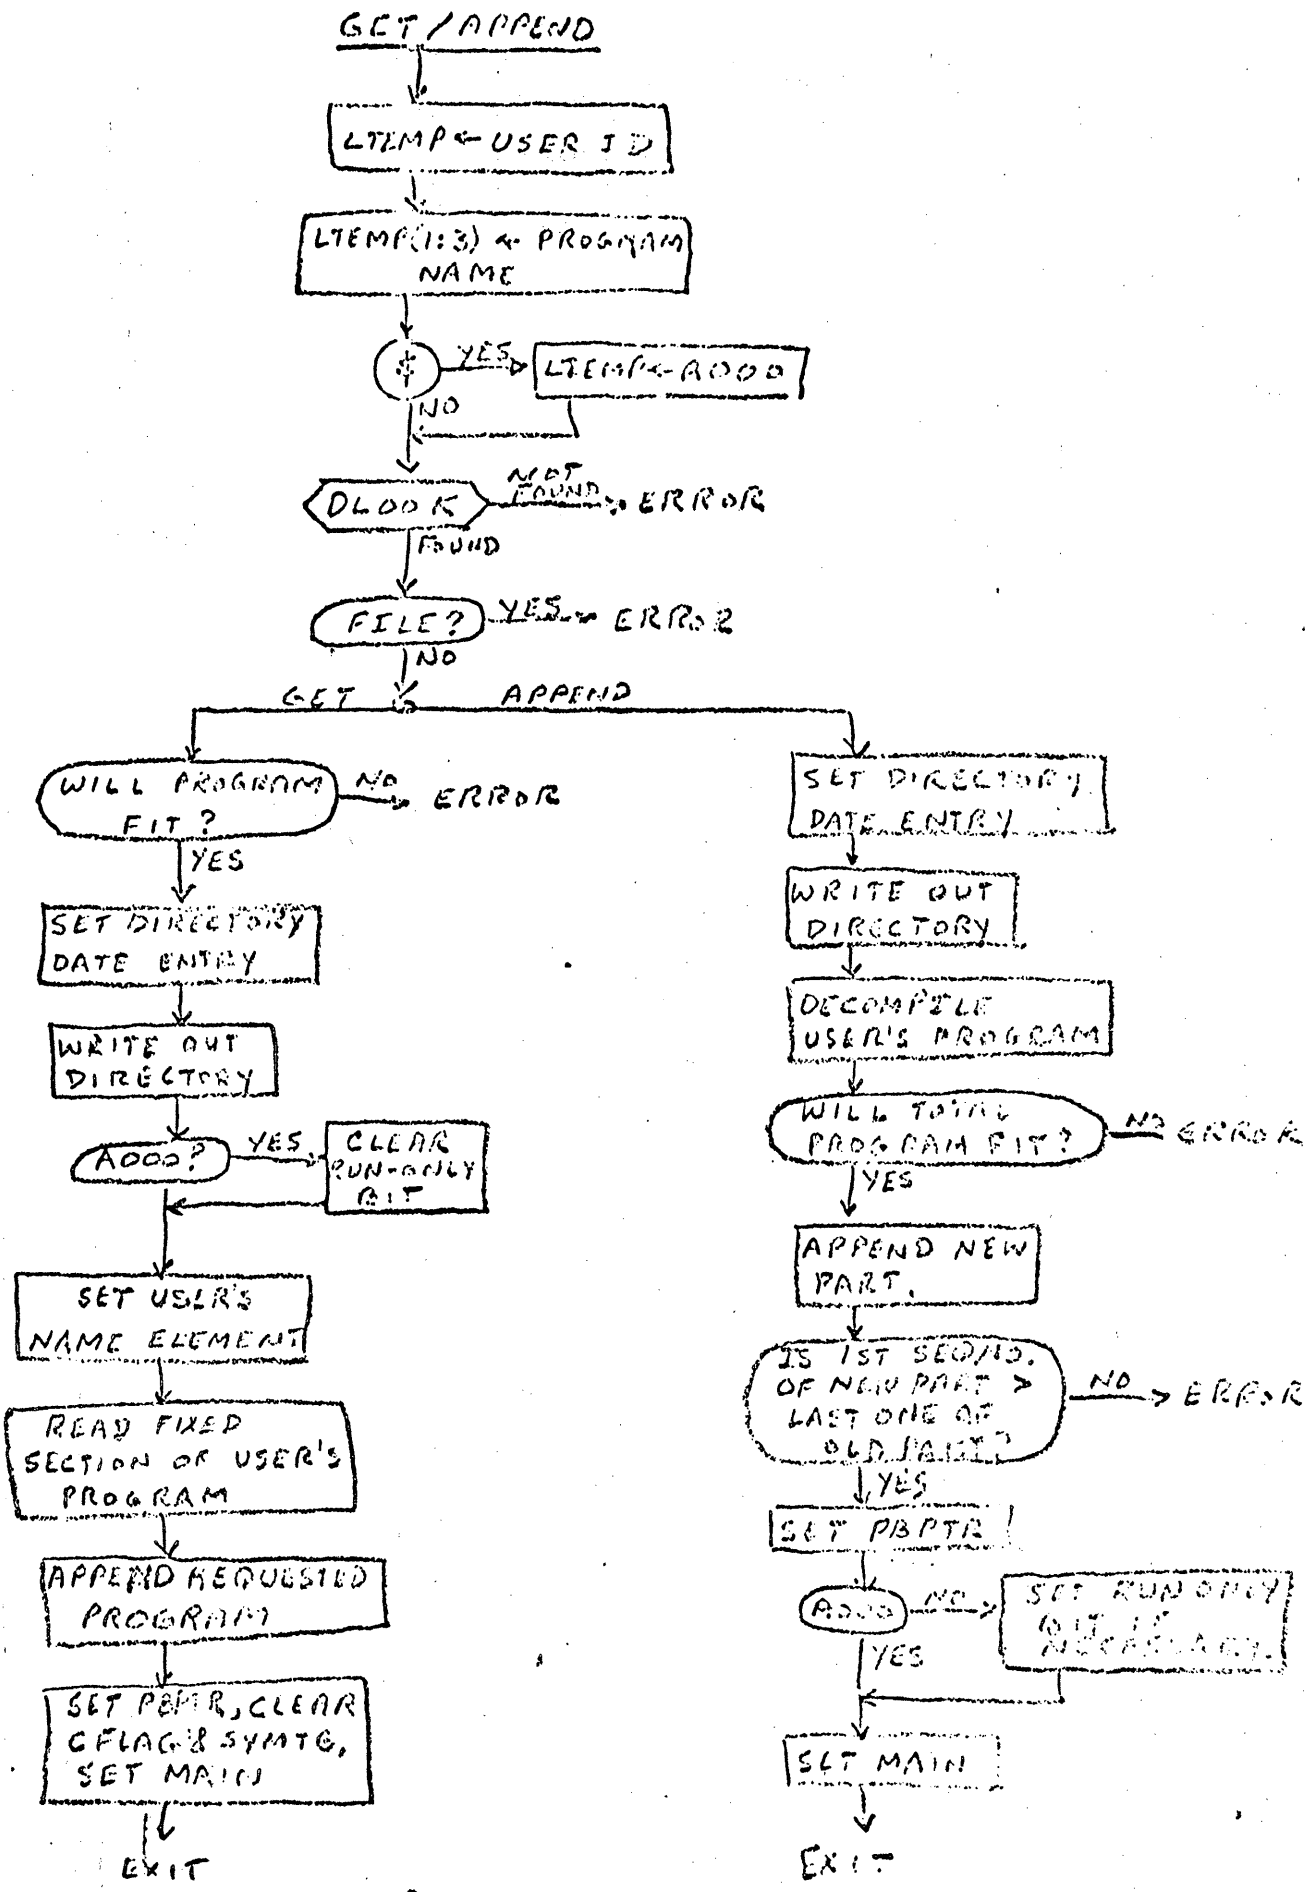 GET/APPEND
LTEMP← USER ID
LTEMP(1:3) ← PROGRAM
NAME
$
YES
LTEMP←A000
NO
DLOOK
NOT
FOUND
ERROR
FOUND
FILE?
YES
ERROR
NO
GET
APPEND
WILL PROGRAM
FIT?
NO
ERROR
YES
SET DIRECTORY
DATE ENTRY
WRITE OUT
DIRECTORY
A000?
YES
CLEAR
RUN-ONLY
BIT
SET USER'S
NAME ELEMENT
READ FIXED
SECTION OF USER'S
PROGRAM
APPEND REQUESTED
PROGRAM
SET PBPTR, CLEAR
CFLAG & SYMTB,
SET MAIN
EXIT
SET DIRECTORY
DATE ENTRY
WRITE OUT
DIRECTORY
DECOMPILE
USER'S PROGRAM
WILL TOTAL
PROGRAM FIT?
NO
ERROR
YES
APPEND NEW
PART.
IS 1ST SEQ/NO.
OF NEW PART >
LAST ONE OF
OLD PART?
NO
ERROR
YES
SET PBPTR
A000
NO
SET RUN ONLY
BIT IF
NECESSARY.
YES
SET MAIN
EXIT